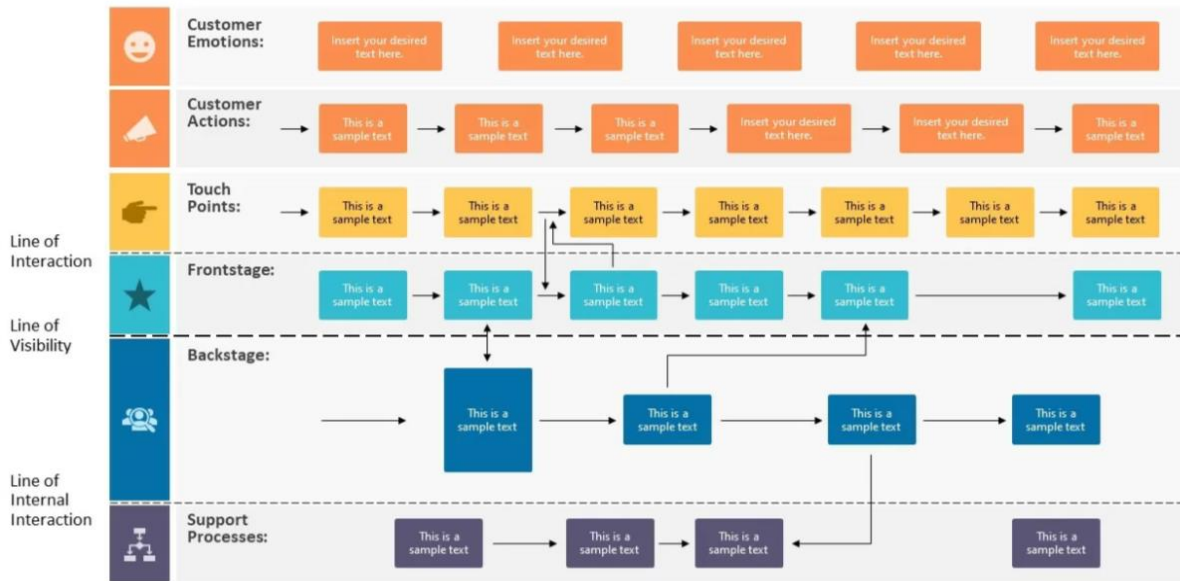 Customer
Emotions:
Insert your desired
text here.
Insert your desired
text here.
Insert your desired
text here.
Insert your desired
text here.
Insert your desired
text here.
Customer
Actions:
This is a
sample text
This is a
sample text
This is a
sample text
Insert your desired
text here.
Insert your desired
text here.
This is a
sample text
Touch
Points:
This is a
sample text
This is a
sample text
This is a
sample text
This is a
sample text
This is a
sample text
This is a
sample text
This is a
sample text
Line of
Interaction
Frontstage:
This is a
sample text
This is a
sample text
This is a
sample text
This is a
sample text
This is a
sample text
This is a
sample text
Line of
Visibility
Backstage:
This is a
sample text
This is a
sample text
This is a
sample text
This is a
sample text
Line of
Internal
Interaction
Support
Processes:
This is a
sample text
This is a
sample text
This is a
sample text
This is a
sample text